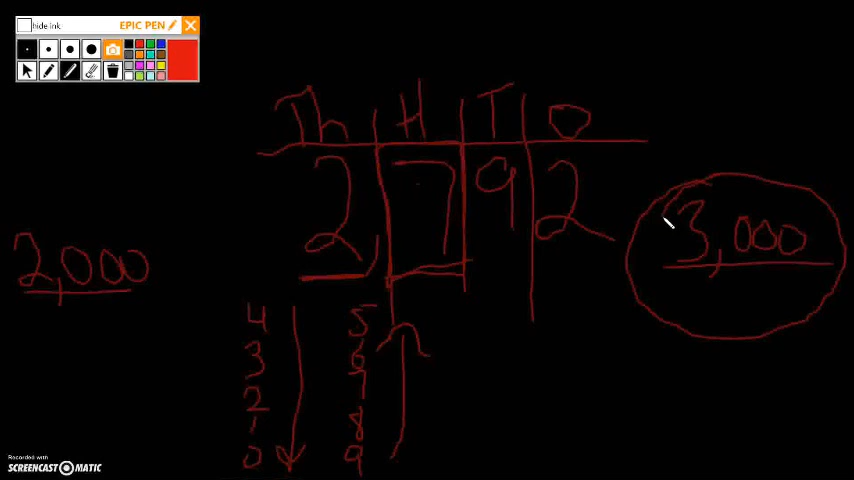 hide ink EPIC PEN
Th H T O
2, 7 9 2
2,000
3,000
4 5
3 6
2 7
1 8
0 9
Recorded with
SCREENCAST MATIC